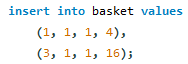 insert into basket values
(1, 1, 1, 4),
(3, 1, 1, 16);